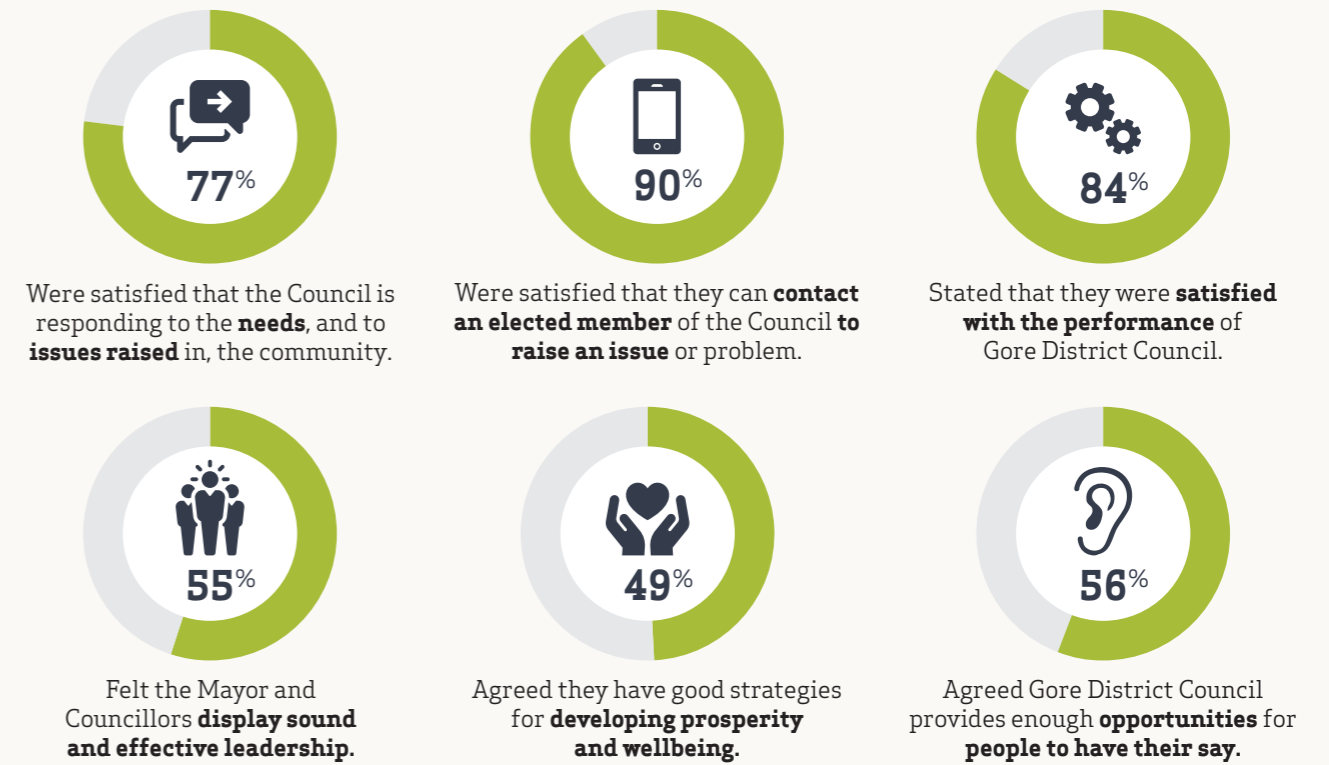 77%
Were satisfied that the Council is
responding to the needs, and to
issues raised in, the community.
90%
Were satisfied that they can contact
an elected member of the Council to
raise an issue or problem.
84%
Stated that they were satisfied
with the performance of
Gore District Council.
55%
Felt the Mayor and
Councillors display sound
and effective leadership.
49%
Agreed they have good strategies
for developing prosperity
and wellbeing.
56%
Agreed Gore District Council
provides enough opportunities for
people to have their say.